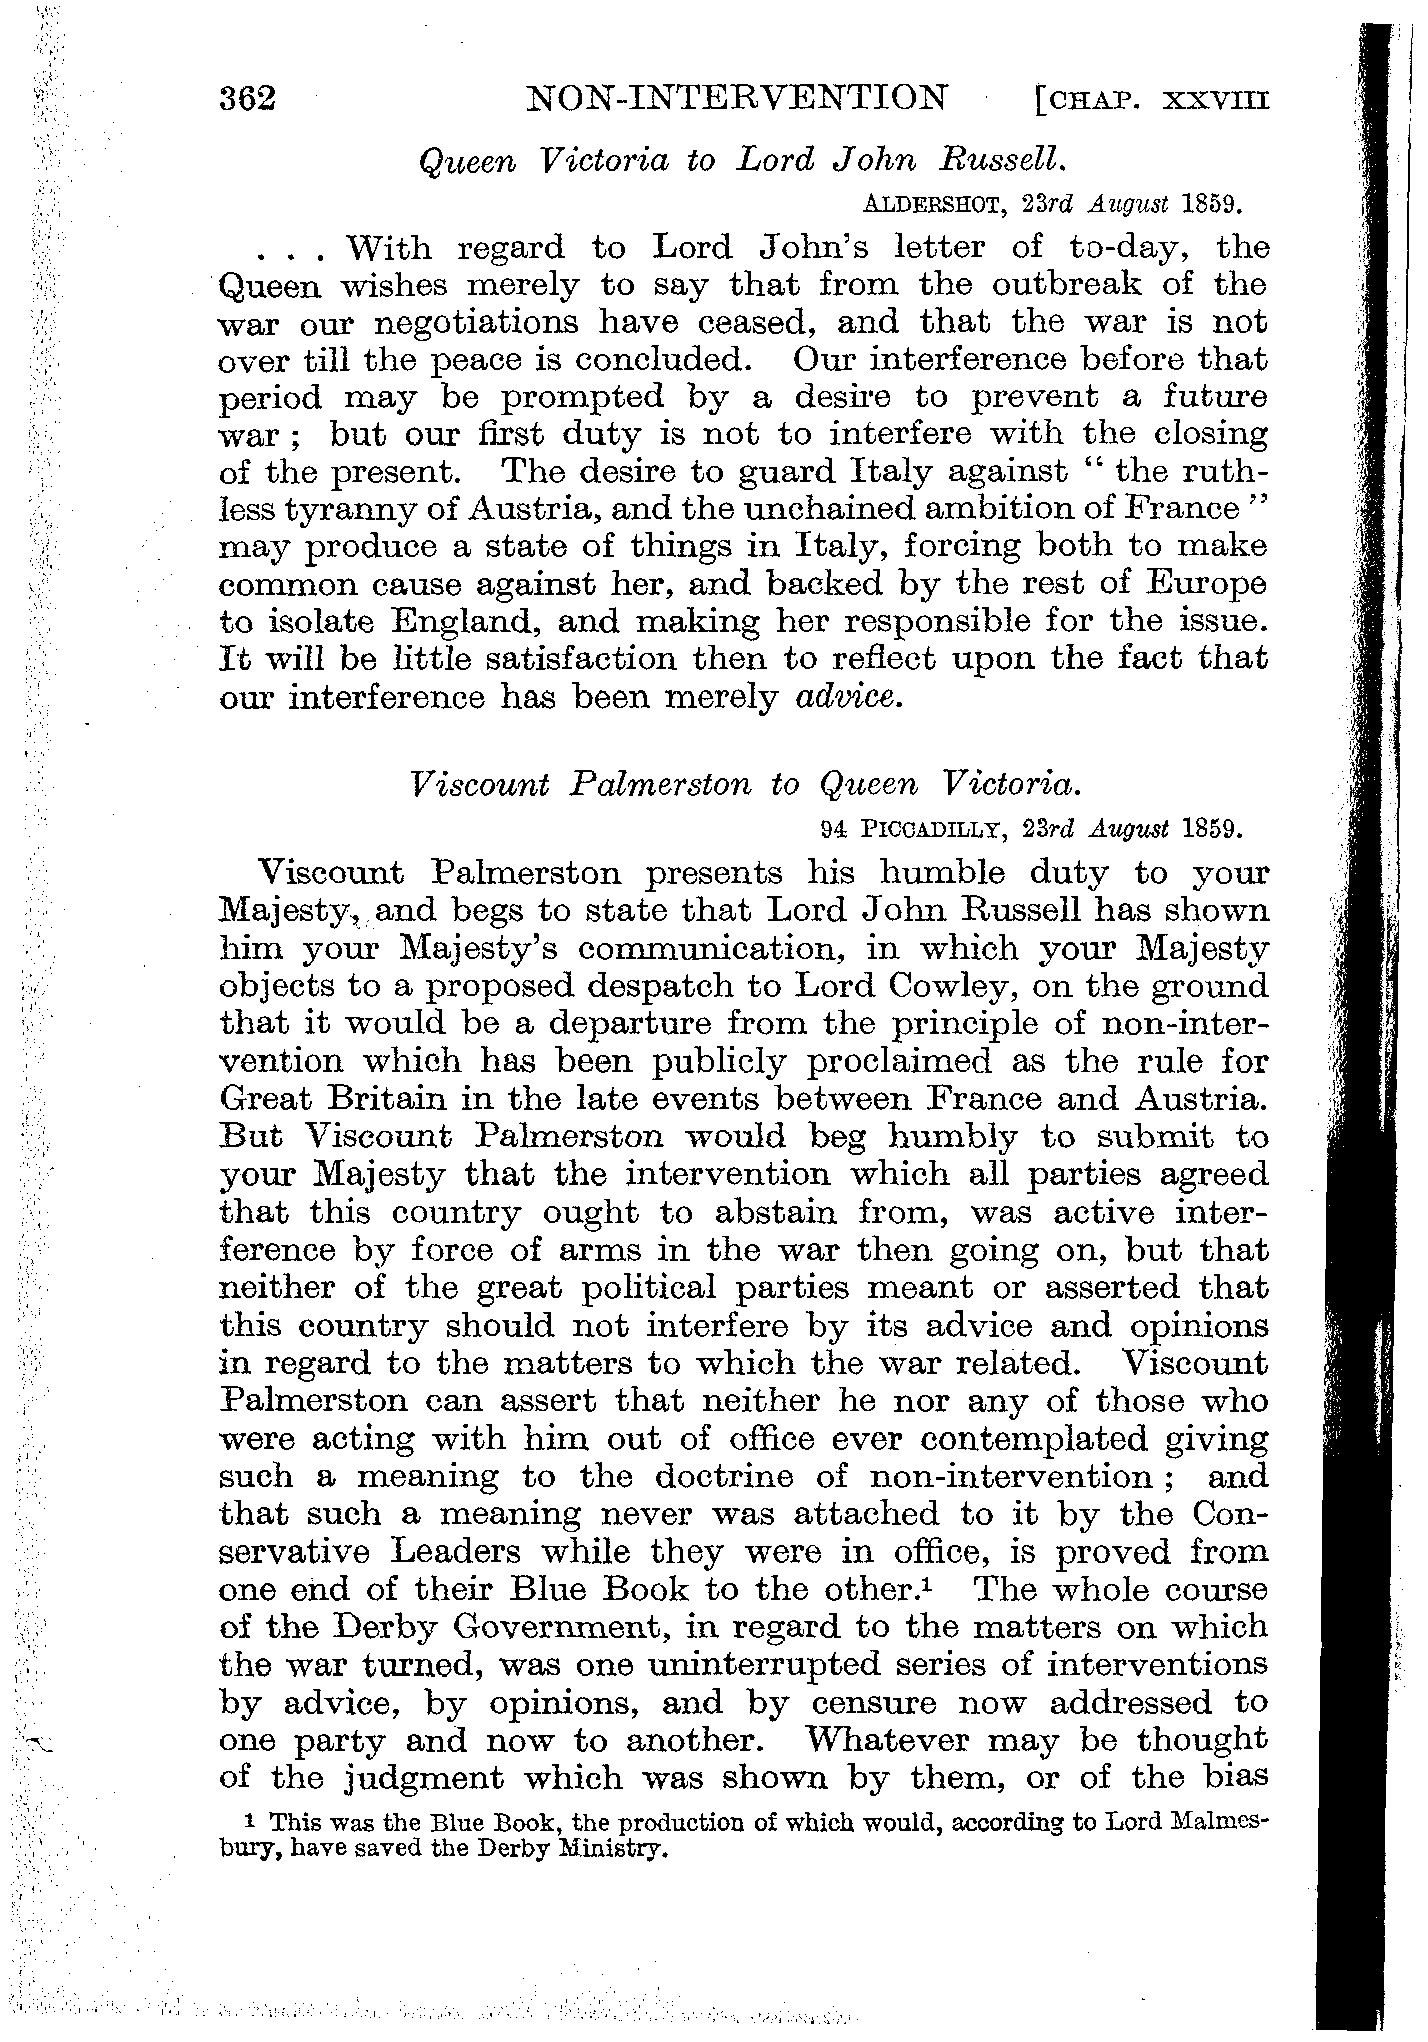 362 NON-INTERVENTION [CHAP. XXVIII
Queen Victoria to Lord John Russell.
ALDERSHOT, 23rd August 1859.
. . . With regard to Lord John's letter of to-day, the
Queen wishes merely to say that from the outbreak of the
war our negotiations have ceased, and that the war is not
over till the peace is concluded. Our interference before that
period may be prompted by a desire to prevent a future
war ; but our first duty is not to interfere with the closing
of the present. The desire to guard Italy against “ the ruth-
less tyranny of Austria, and the unchained ambition of France ”
may produce a state of things in Italy, forcing both to make
common cause against her, and backed by the rest of Europe
to isolate England, and making her responsible for the issue.
It will be little satisfaction then to reflect upon the fact that
our interference has been merely advice.
Viscount Palmerston to Queen Victoria.
94 PICCADILLY, 23rd August 1859.
Viscount Palmerston presents his humble duty to your
Majesty, and begs to state that Lord John Russell has shown
him your Majesty's communication, in which your Majesty
objects to a proposed despatch to Lord Cowley, on the ground
that it would be a departure from the principle of non-inter-
vention which has been publicly proclaimed as the rule for
Great Britain in the late events between France and Austria.
But Viscount Palmerston would beg humbly to submit to
your Majesty that the intervention which all parties agreed
that this country ought to abstain from, was active inter-
ference by force of arms in the war then going on, but that
neither of the great political parties meant or asserted that
this country should not interfere by its advice and opinions
in regard to the matters to which the war related. Viscount
Palmerston can assert that neither he nor any of those who
were acting with him out of office ever contemplated giving
such a meaning to the doctrine of non-intervention ; and
that such a meaning never was attached to it by the Con-
servative Leaders while they were in office, is proved from
one end of their Blue Book to the other.¹ The whole course
of the Derby Government, in regard to the matters on which
the war turned, was one uninterrupted series of interventions
by advice, by opinions, and by censure now addressed to
one party and now to another. Whatever may be thought
of the judgment which was shown by them, or of the bias
1 This was the Blue Book, the production of which would, according to Lord Malmes-
bury, have saved the Derby Ministry.